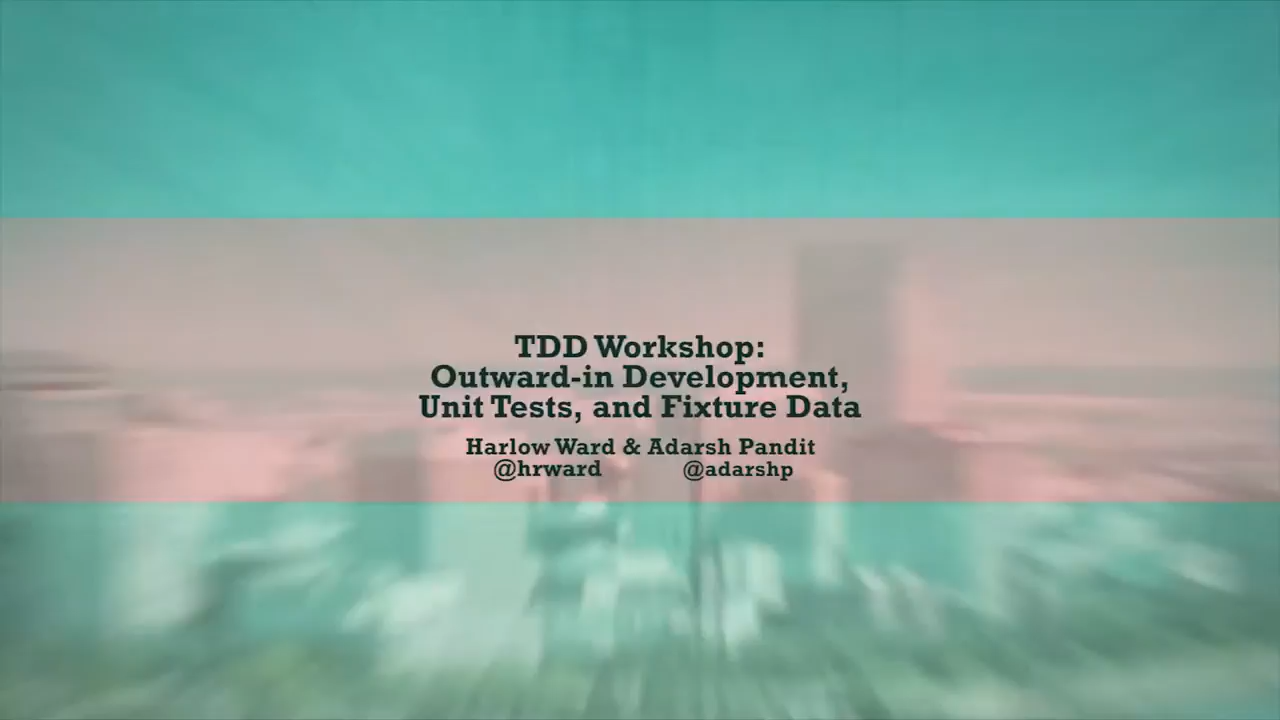 TDD Workshop:
Outward-in Development,
Unit Tests, and Fixture Data
Harlow Ward & Adarsh Pandit
@hrward @adarshp